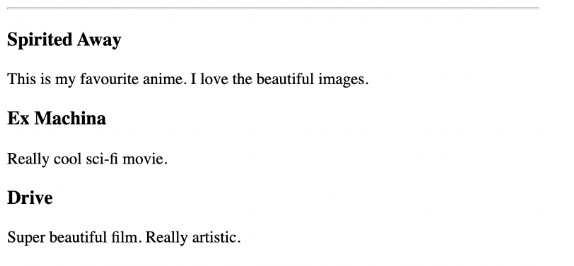 Spirited Away
This is my favourite anime. I love the beautiful images.
Ex Machina
Really cool sci-fi movie.
Drive
Super beautiful film. Really artistic.